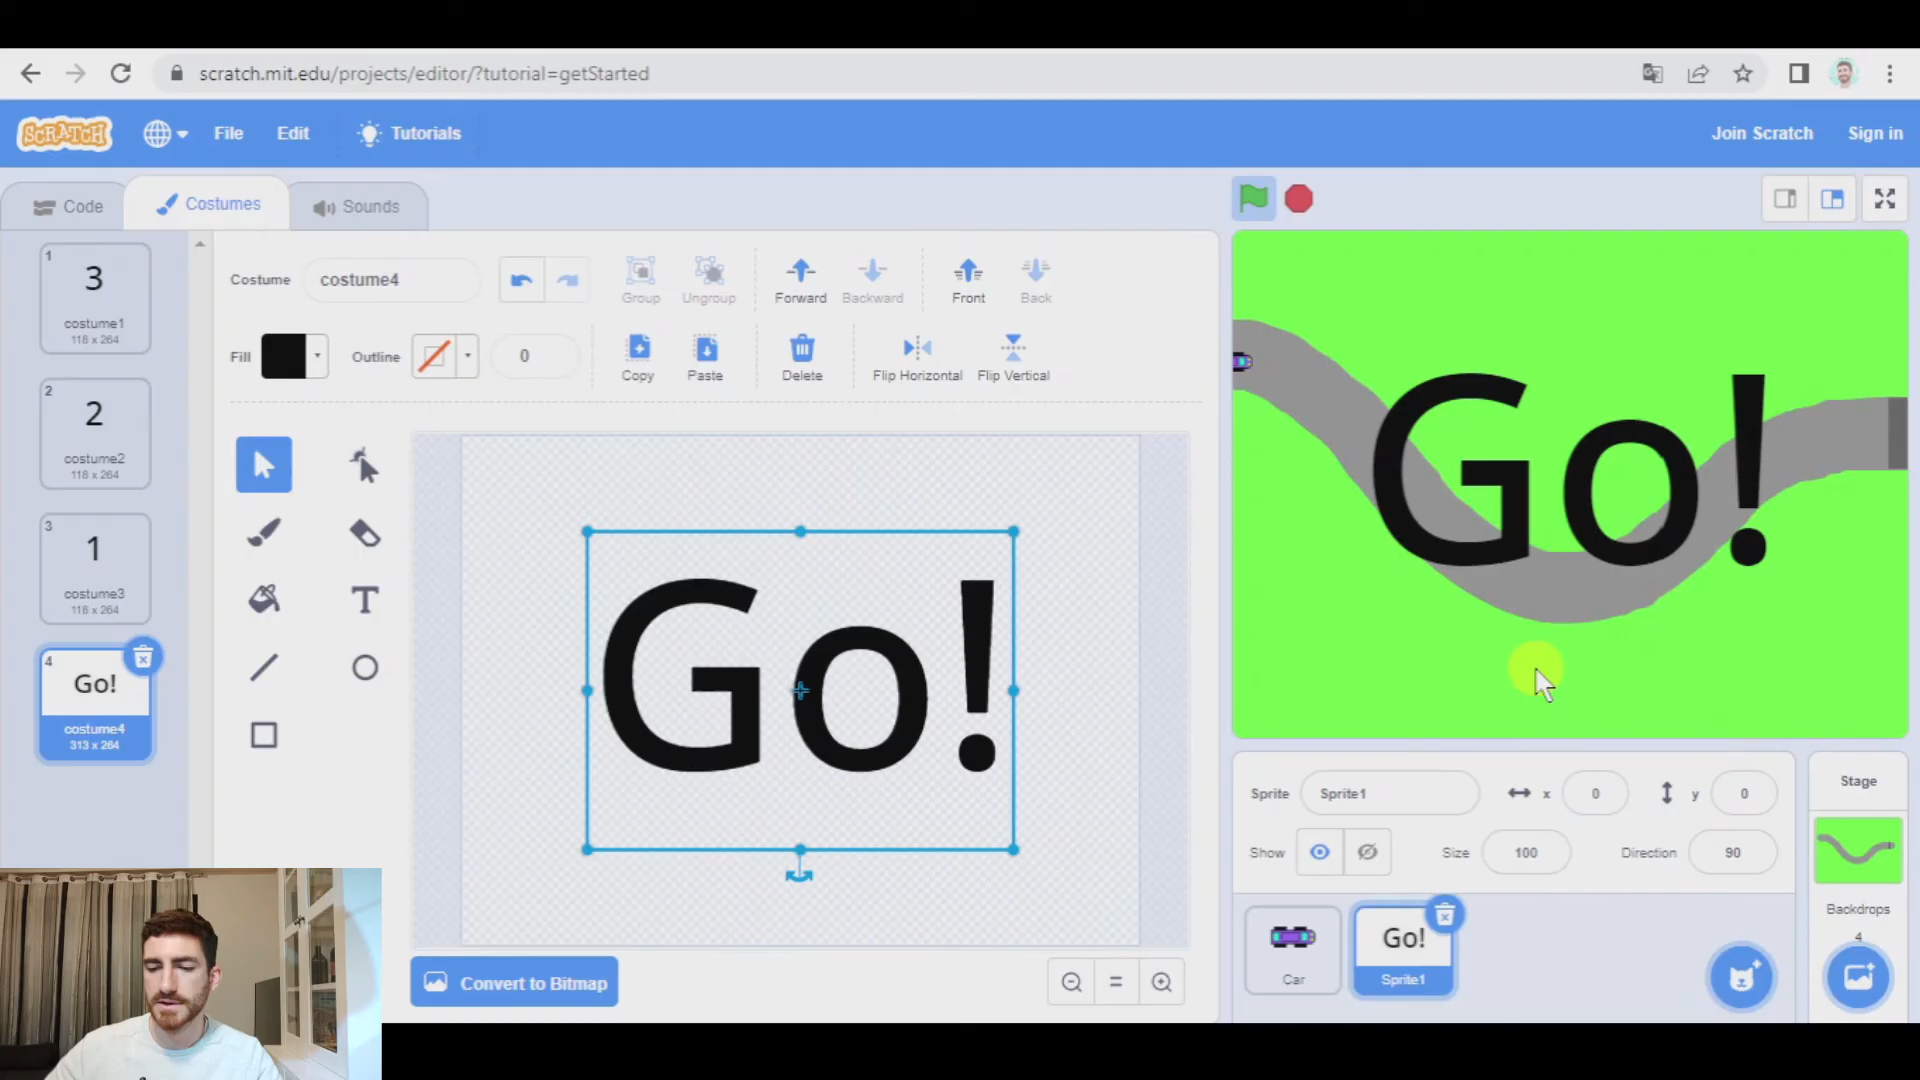 scratch.mit.edu/projects/editor/?tutorial=getStarted
SCRATCH
File
Edit
Tutorials
Join Scratch
Sign in
Code
Costumes
Sounds
1
3
costume1
118 x 264
2
2
costume2
118 x 264
3
1
costume3
118 x 264
4
Go!
costume4
313 x 264
Costume
costume4
Group
Ungroup
Forward
Backward
Front
Back
Fill
Outline
0
Copy
Paste
Delete
Flip Horizontal
Flip Vertical
T
Go!
Convert to Bitmap
Go!
Sprite
Sprite1
x
0
y
0
Show
Size
100
Direction
90
Car
Go!
Sprite1
Stage
Backdrops
4